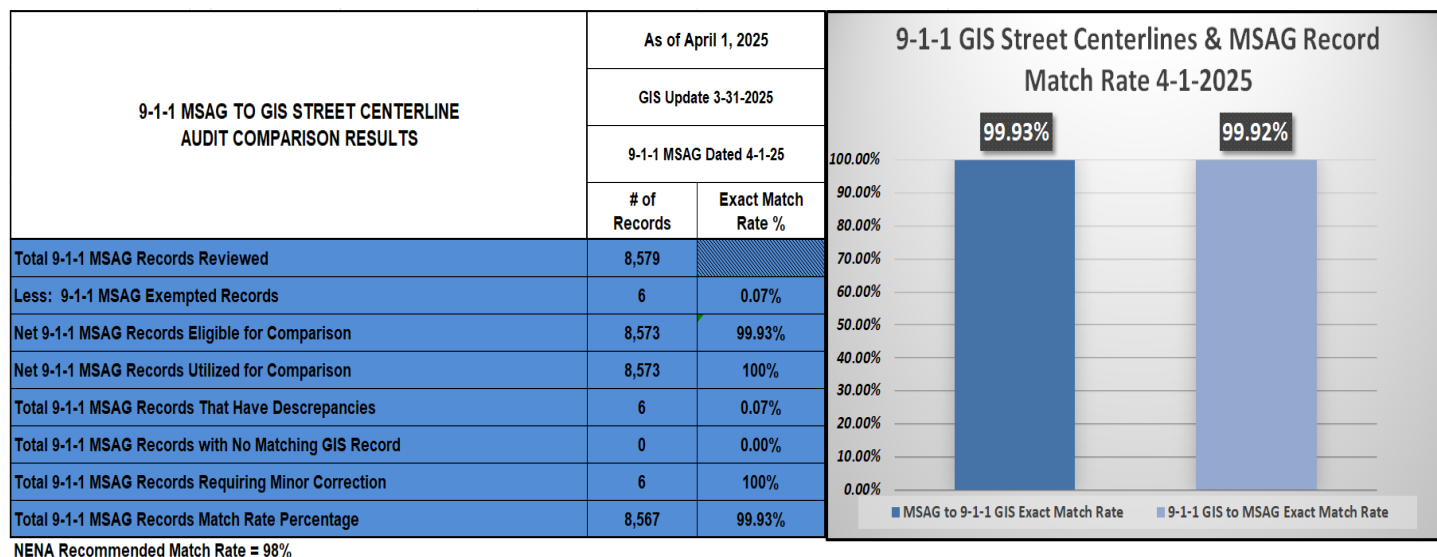 9-1-1 MSAG TO GIS STREET CENTERLINE
AUDIT COMPARISON RESULTS
As of April 1, 2025
GIS Update 3-31-2025
9-1-1 MSAG Dated 4-1-25
# of
Records
Exact Match
Rate %
Total 9-1-1 MSAG Records Reviewed 8,579
Less: 9-1-1 MSAG Exempted Records 6 0.07%
Net 9-1-1 MSAG Records Eligible for Comparison 8,573 99.93%
Net 9-1-1 MSAG Records Utilized for Comparison 8,573 100%
Total 9-1-1 MSAG Records That Have Descrepancies 6 0.07%
Total 9-1-1 MSAG Records with No Matching GIS Record 0 0.00%
Total 9-1-1 MSAG Records Requiring Minor Correction 6 100%
Total 9-1-1 MSAG Records Match Rate Percentage 8,567 99.93%
NENA Recommended Match Rate = 98%
9-1-1 GIS Street Centerlines & MSAG Record
Match Rate 4-1-2025
99.93% 99.92%
100.00%
90.00%
80.00%
70.00%
60.00%
50.00%
40.00%
30.00%
20.00%
10.00%
0.00%
MSAG to 9-1-1 GIS Exact Match Rate 9-1-1 GIS to MSAG Exact Match Rate